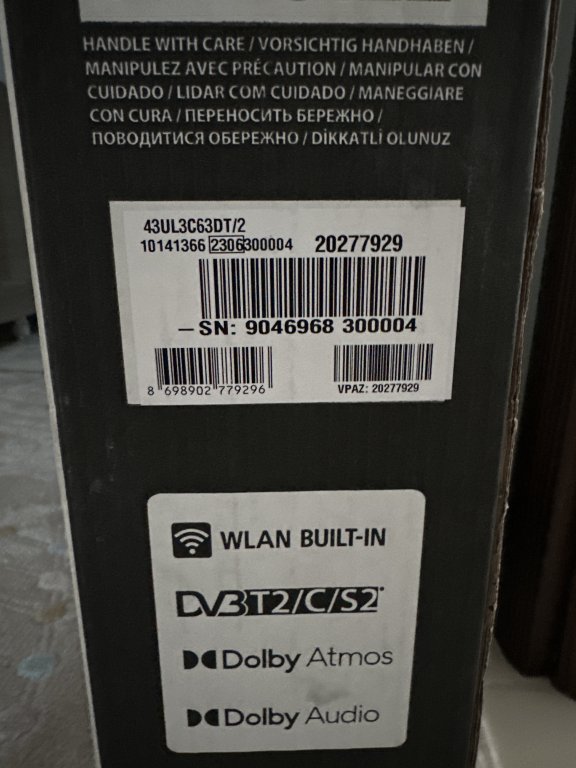 HANDLE WITH CARE / VORSICHTIG HANDHABEN /
MANIPULEZ AVEC PRÉCAUTION / MANIPULAR CON
CUIDADO / LIDAR COM CUIDADO / MANEGGIARE
CON CURA / ПЕРЕНОСИТЬ БЕРЕЖНО /
ПОВОДИТИСЯ ОБЕРЕЖНО / DİKKATLİ OLUNUZ
43UL3C63DT/2
10141366 2306300004 20277929
SN: 9046968 300004
8 698902 779296
VPAZ: 20277929
WLAN BUILT-IN
DVB T2/C/S2
Dolby Atmos
Dolby Audio